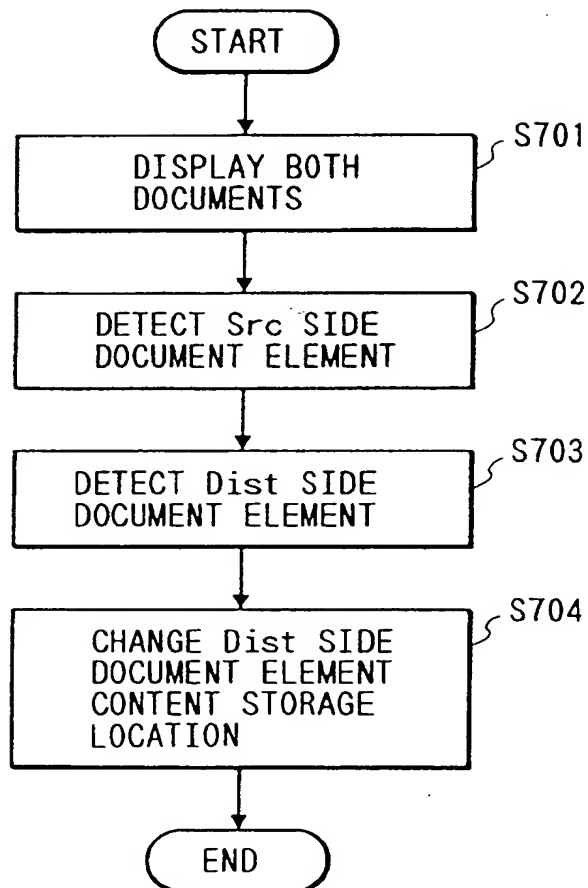 START
S701
DISPLAY BOTH
DOCUMENTS
S702
DETECT Src SIDE
DOCUMENT ELEMENT
S703
DETECT Dist SIDE
DOCUMENT ELEMENT
S704
CHANGE Dist SIDE
DOCUMENT ELEMENT
CONTENT STORAGE
LOCATION
END